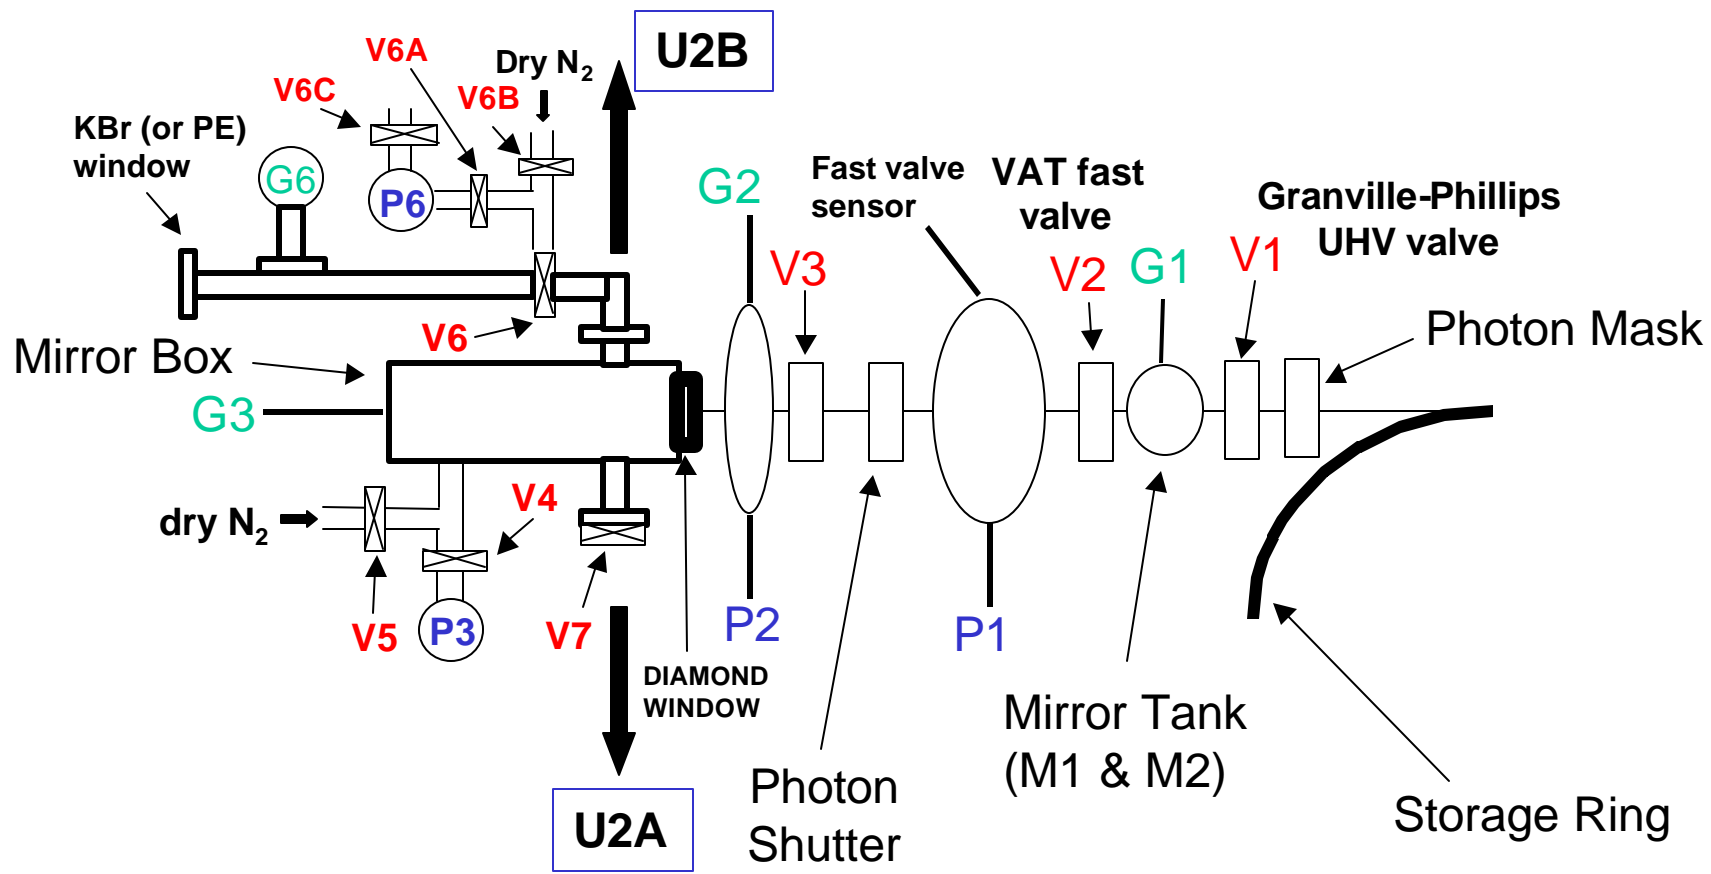 U2B
V6A
Dry N2
V6C
V6B
KBr (or PE)
window
G6
P6
G2
Fast valve
sensor
VAT fast
valve
Granville-Phillips
UHV valve
V3
V2
G1
V1
V6
Photon Mask
Mirror Box
G3
dry N2
V4
V5
P3
V7
P2
P1
DIAMOND
WINDOW
Mirror Tank
(M1 & M2)
Photon
Shutter
Storage Ring
U2A